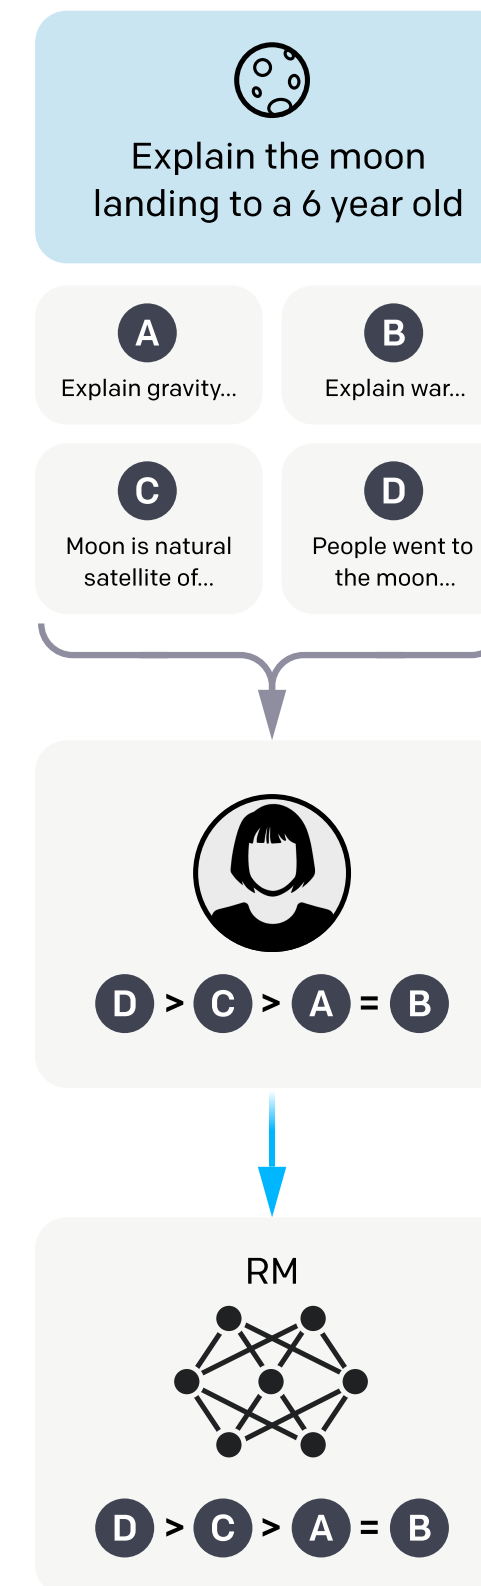 Explain the moon
landing to a 6 year old
A
B
Explain gravity...
Explain war...
C
D
Moon is natural
satellite of...
People went to
the moon...
D > C > A = B
RM
D > C > A = B